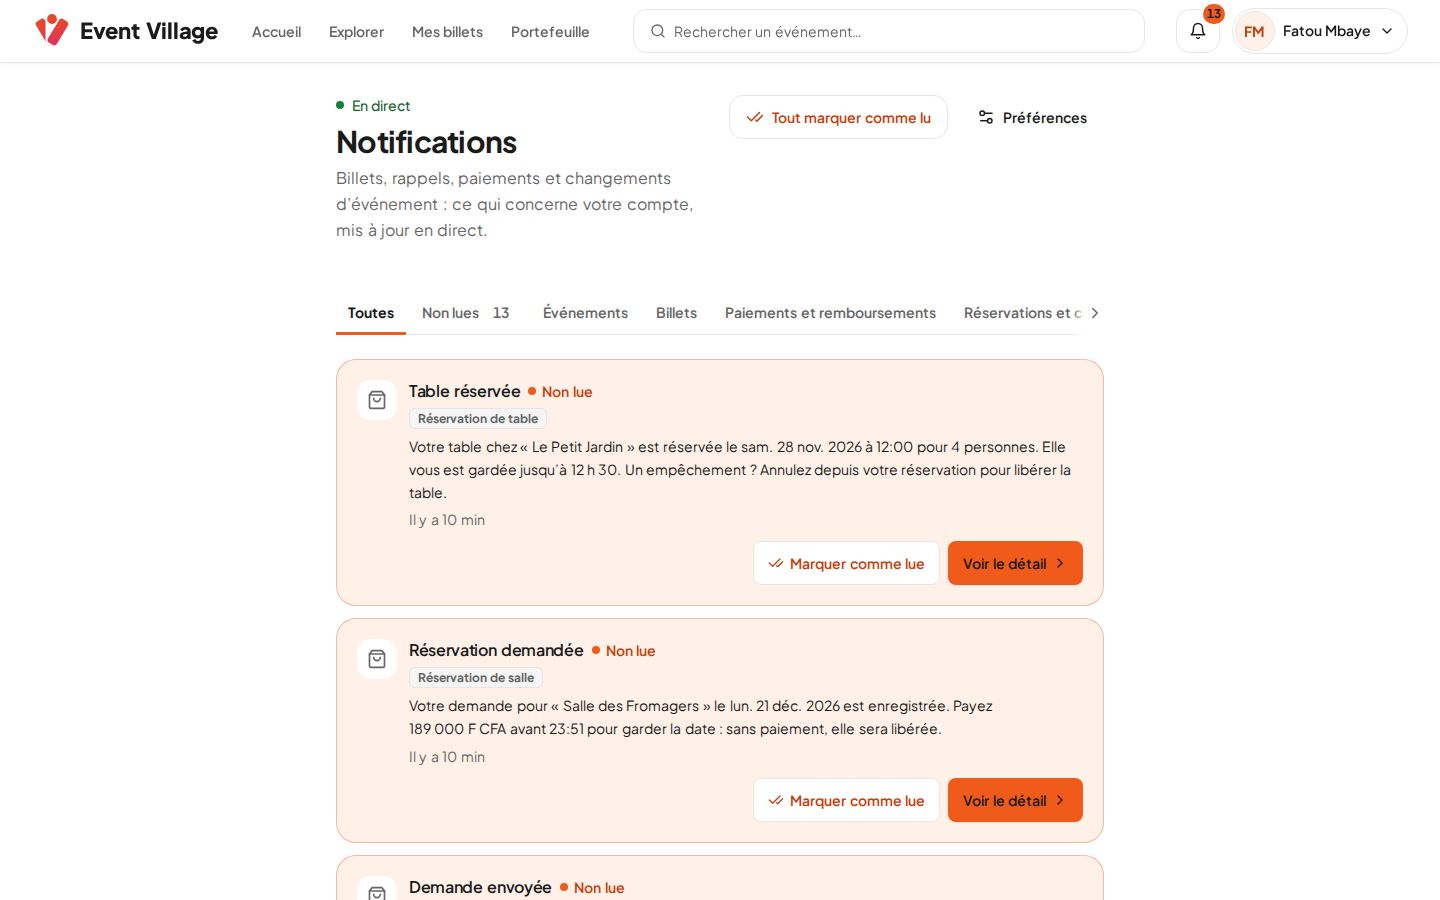 Event Village
Accueil
Explorer
Mes billets
Portefeuille
Rechercher un événement...
13
FM
Fatou Mbaye
En direct
Notifications
Billets, rappels, paiements et changements
d’événement : ce qui concerne votre compte,
mis à jour en direct.
Tout marquer comme lu
Préférences
Toutes
Non lues 13
Événements
Billets
Paiements et remboursements
Réservations et c
Table réservée
Non lue
Réservation de table
Votre table chez « Le Petit Jardin » est réservée le sam. 28 nov. 2026 à 12:00 pour 4 personnes. Elle
vous est gardée jusqu’à 12 h 30. Un empêchement ? Annulez depuis votre réservation pour libérer la
table.
Il y a 10 min
Marquer comme lue
Voir le détail
Réservation demandée
Non lue
Réservation de salle
Votre demande pour « Salle des Fromagers » le lun. 21 déc. 2026 est enregistrée. Payez
189 000 F CFA avant 23:51 pour garder la date : sans paiement, elle sera libérée.
Il y a 10 min
Marquer comme lue
Voir le détail
Demande envoyée
Non lue